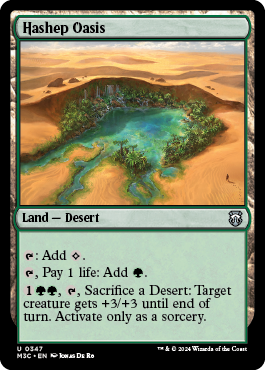 Hashep Oasis
Land — Desert
: Add .
, Pay 1 life: Add .
1 , , Sacrifice a Desert: Target
creature gets +3/+3 until end of
turn. Activate only as a sorcery.
U 0347
M3C • EN Jonas De Ro
™ & © 2024 Wizards of the Coast